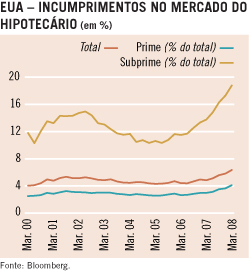 EUA – INCUMPRIMENTOS NO MERCADO DO
HIPOTECÁRIO (em %)
Total Prime (% do total)
Subprime (% do total)
20
16
12
8
4
0
Mar. 00
Mar. 01
Mar. 02
Mar. 03
Mar. 04
Mar. 05
Mar. 06
Mar. 07
Mar. 08
Fonte: Bloomberg.